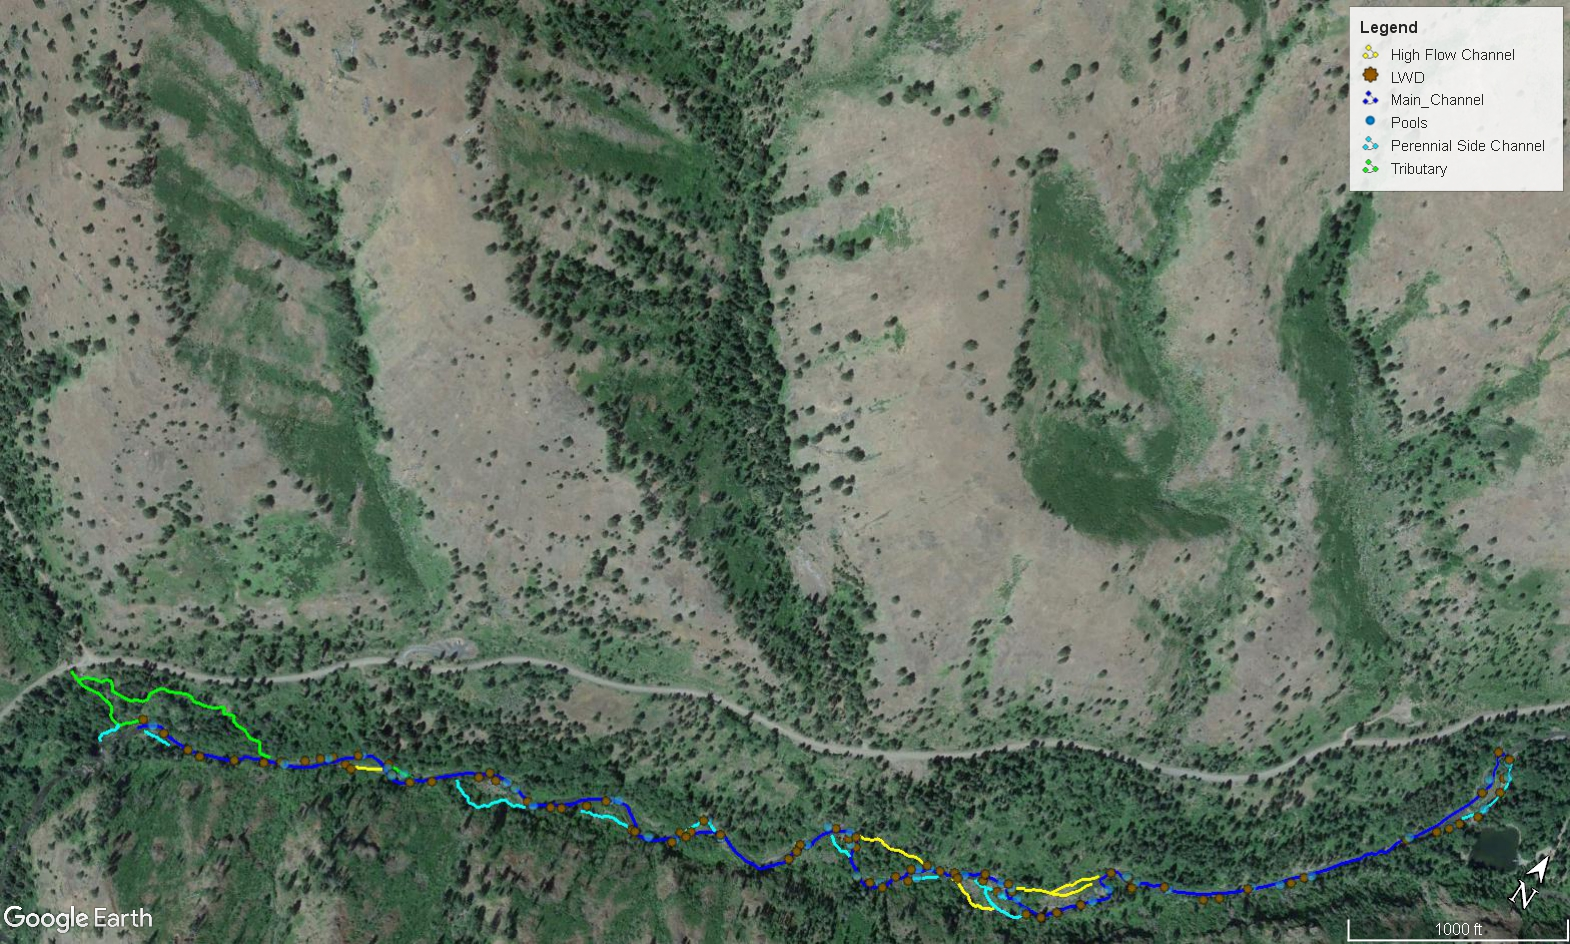 Legend
High Flow Channel
LWD
Main_Channel
Pools
Perennial Side Channel
Tributary
N
Google Earth
1000 ft